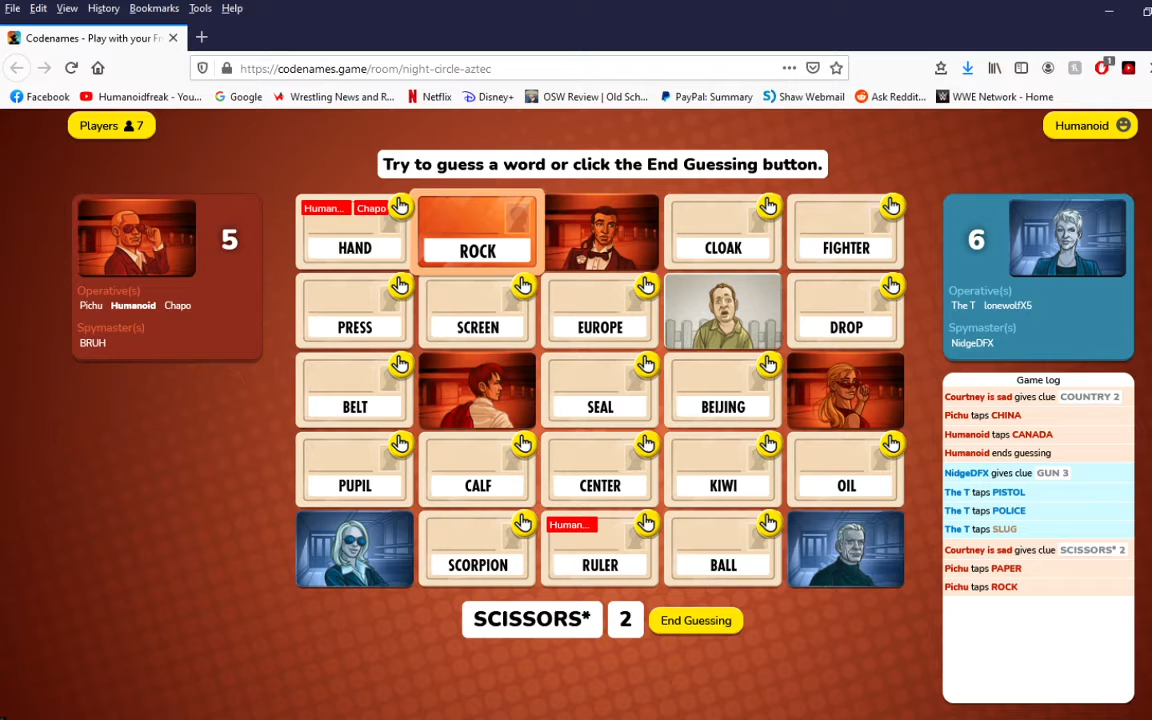 File Edit View History Bookmarks Tools Help
Codenames - Play with your Fr
https://codenames.game/room/night-circle-aztec
1
Facebook Humanoidfreak - You... Google Wrestling News and R... Netflix Disney+ OSW Review | Old Sch... PayPal: Summary Shaw Webmail Ask Reddit... WWE Network - Home
Players 7
Humanoid
Try to guess a word or click the End Guessing button.
5
Operative(s)
Pichu Humanoid Chapo
Spymaster(s)
BRUH
Human... Chapo
HAND ROCK CLOAK FIGHTER
PRESS SCREEN EUROPE DROP
BELT SEAL BEIJING
PUPIL CALF CENTER KIWI OIL
Human...
SCORPION RULER BALL
SCISSORS* 2 End Guessing
6
Operative(s)
The T lonewolfX5
Spymaster(s)
NidgeDFX
Game log
Courtney is sad gives clue COUNTRY 2
Pichu taps CHINA
Humanoid taps CANADA
Humanoid ends guessing
NidgeDFX gives clue GUN 3
The T taps PISTOL
The T taps POLICE
The T taps SLUG
Courtney is sad gives clue SCISSORS* 2
Pichu taps PAPER
Pichu taps ROCK